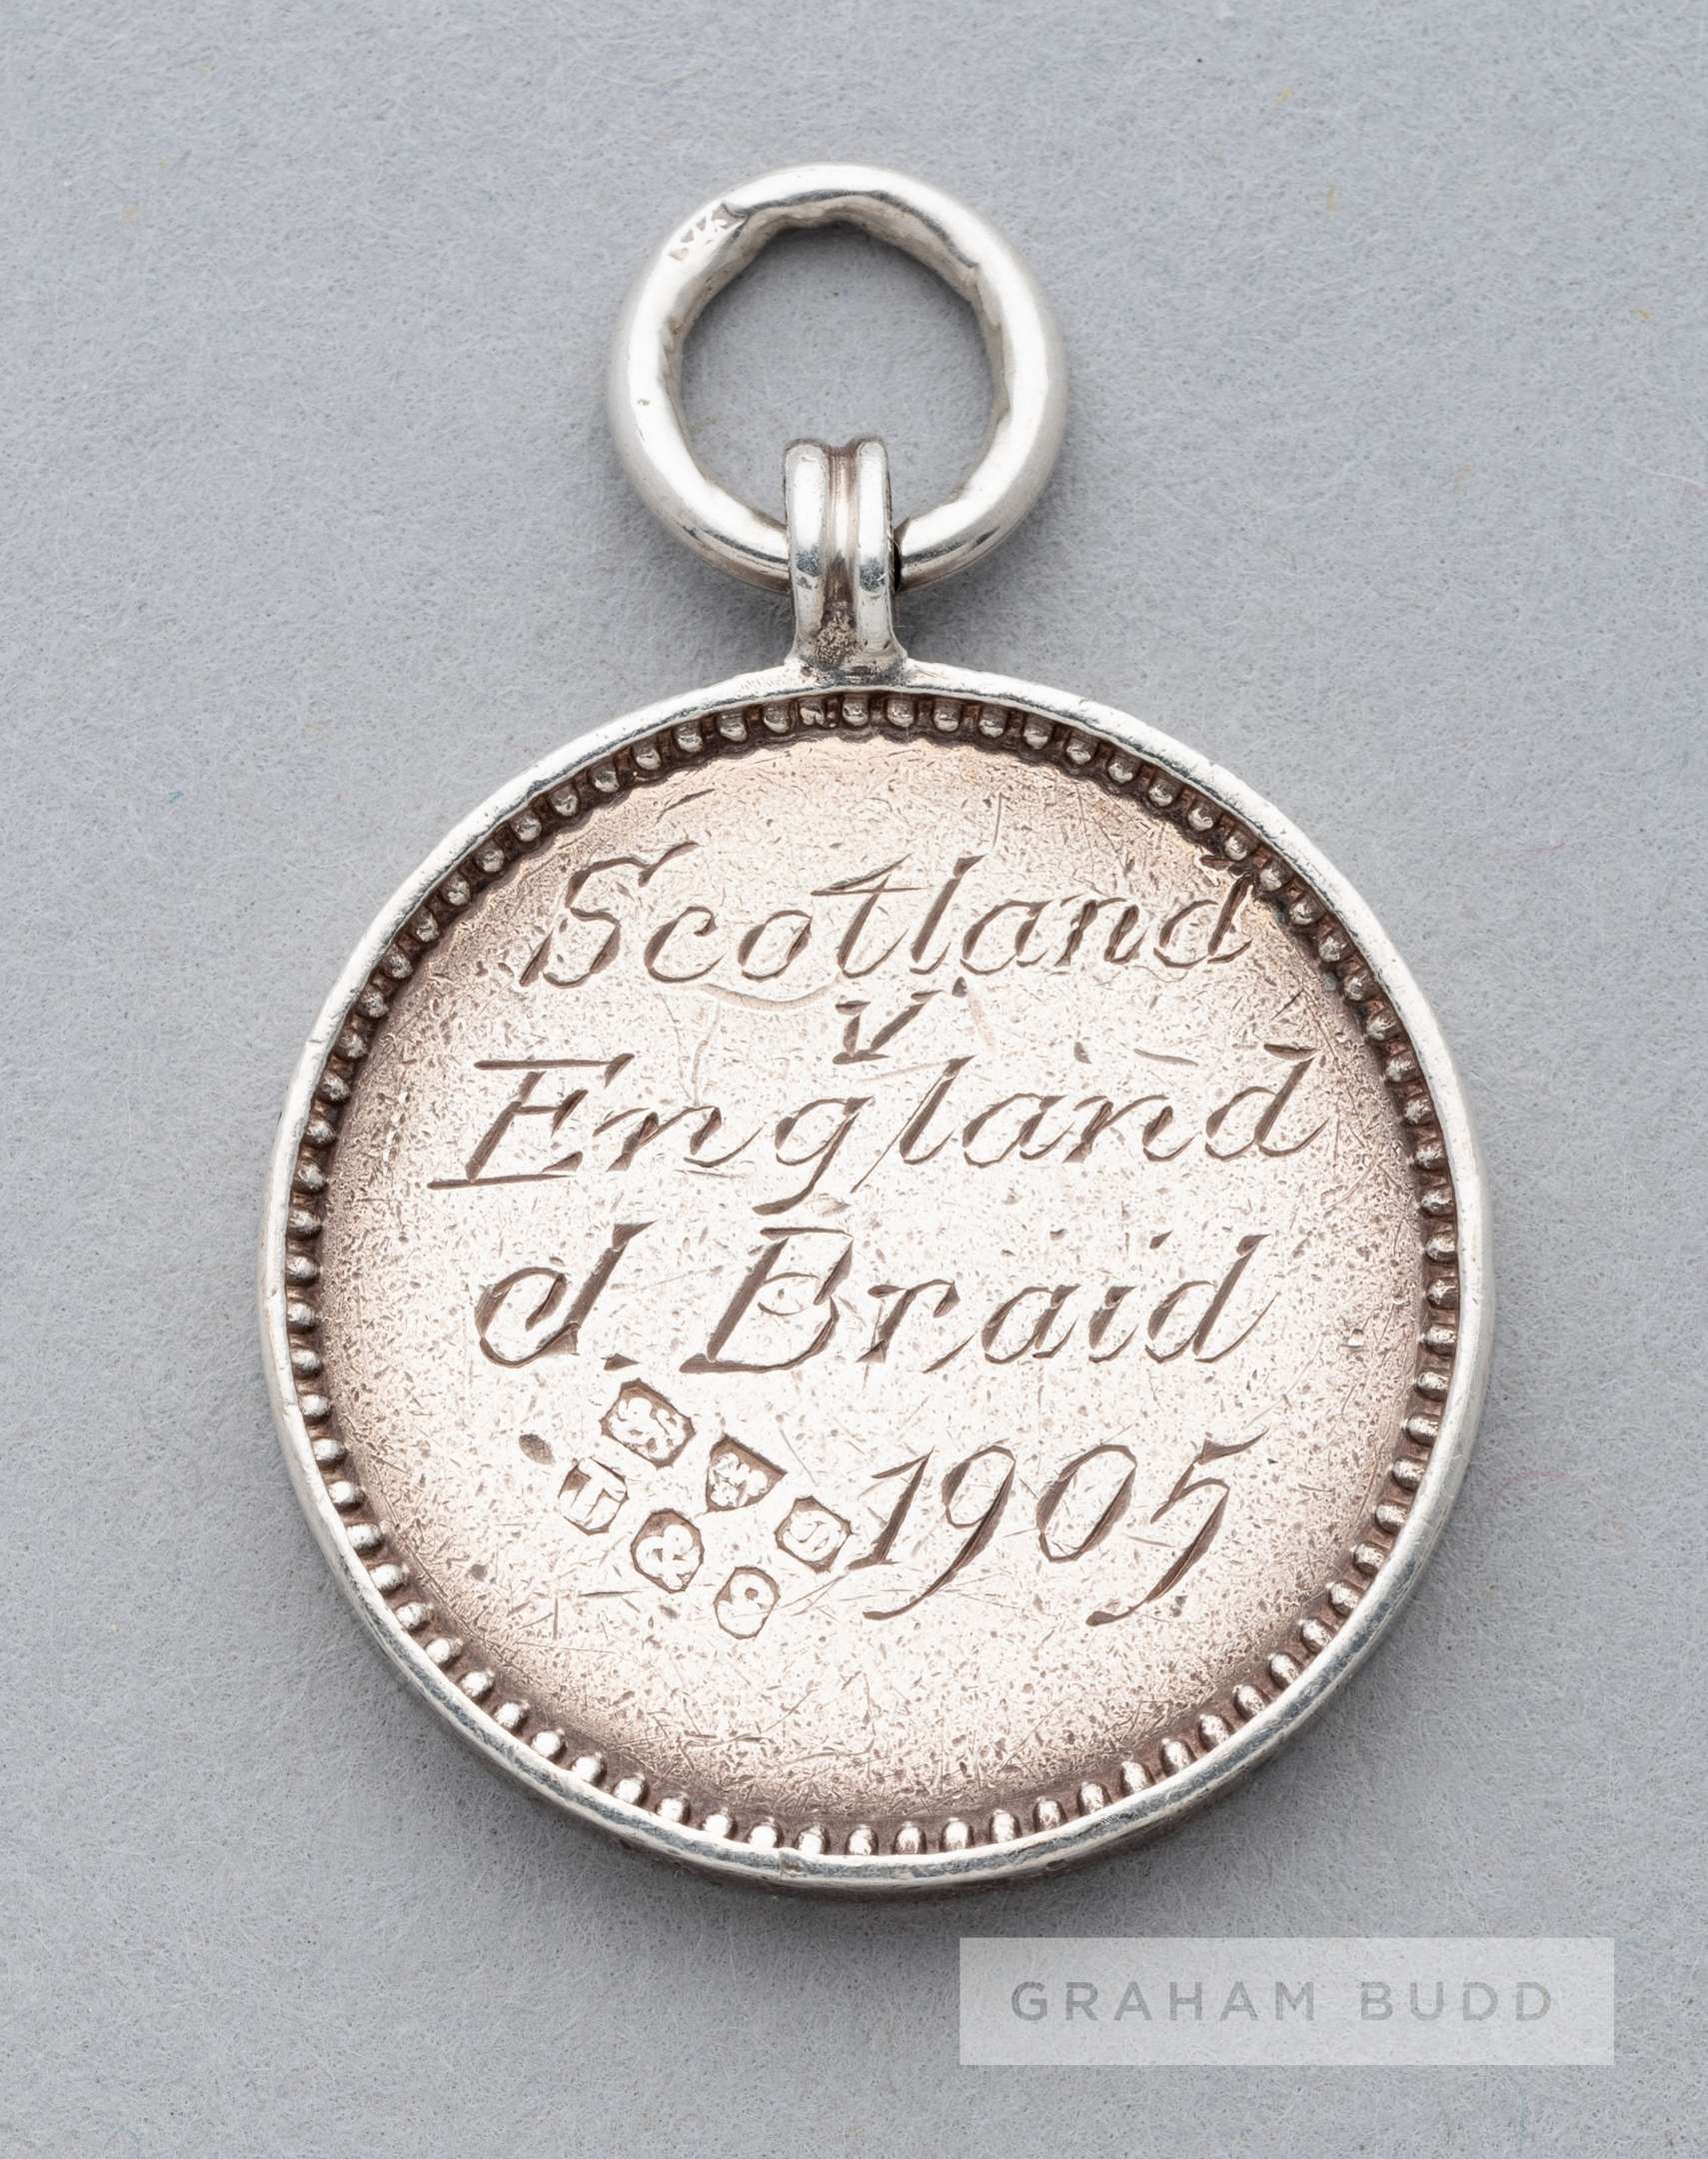 Scotland
v
England
J. Braid
1905
GRAHAM BUDD